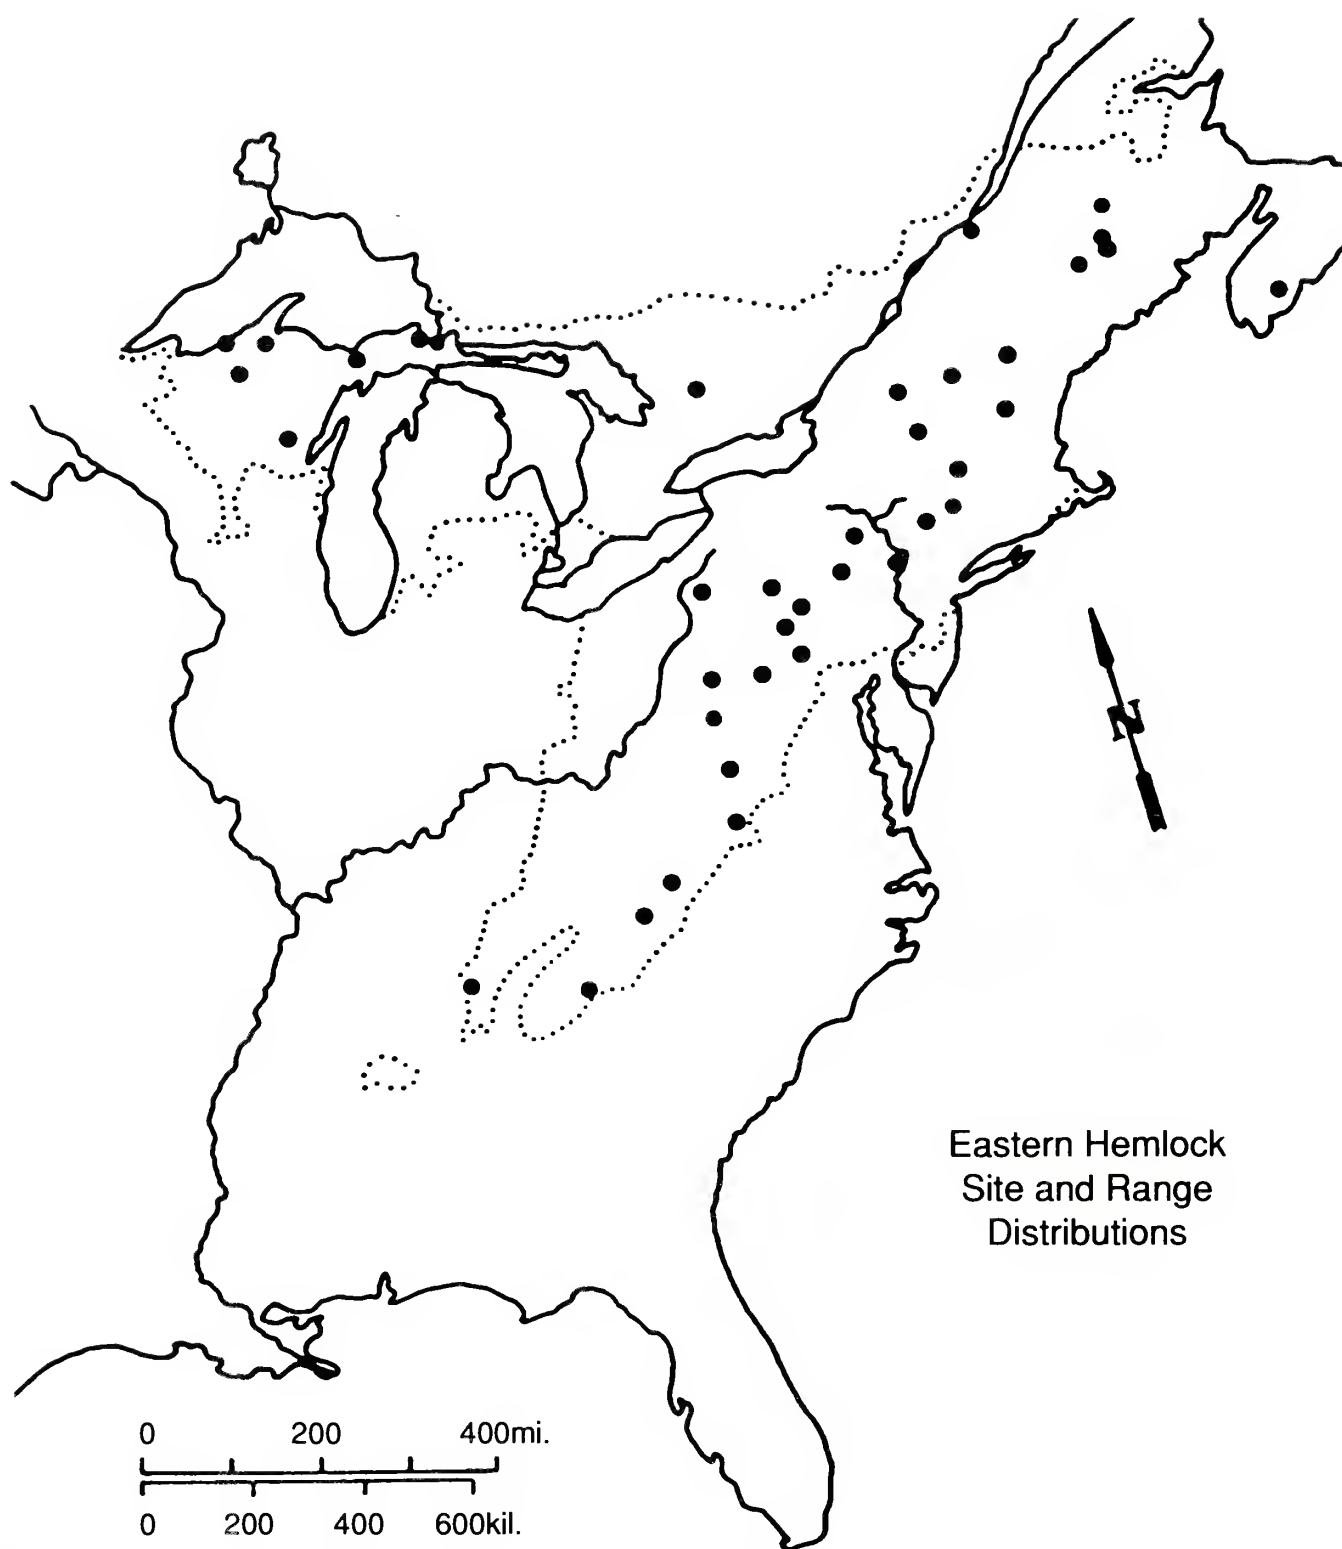 N
Eastern Hemlock
Site and Range
Distributions
0 200 400mi.
0 200 400 600kil.